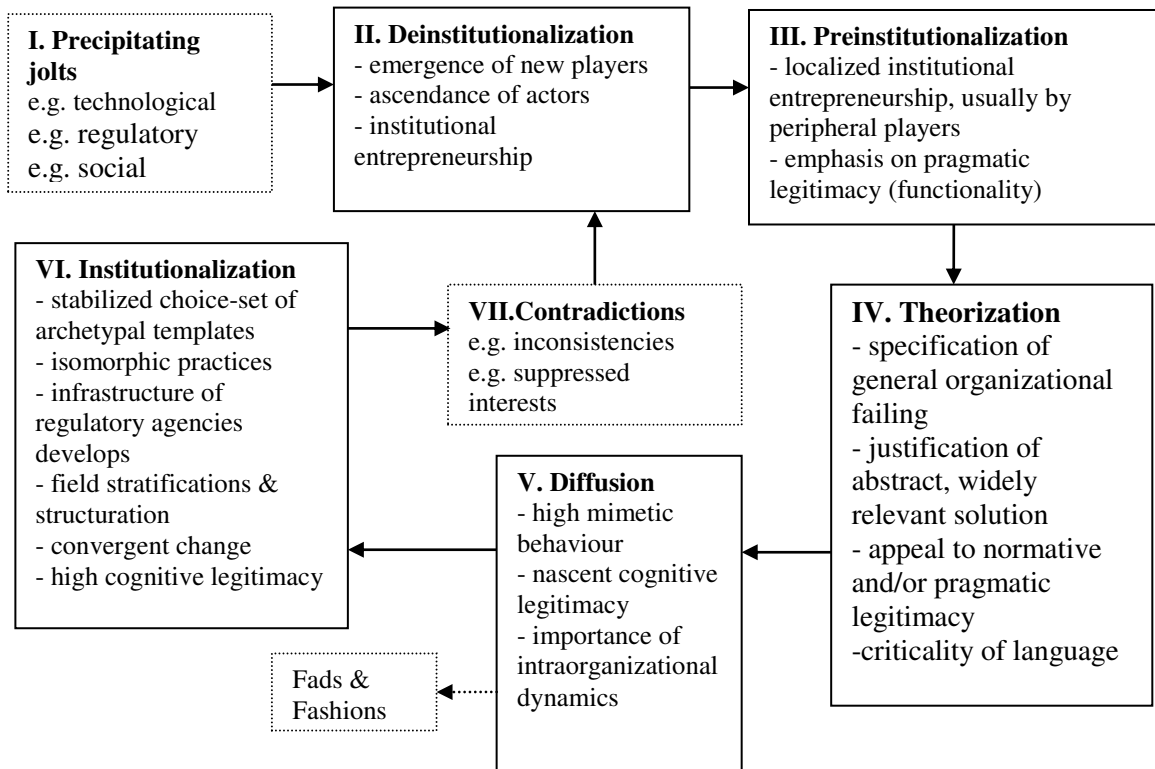 I. Precipitating
jolts
e.g. technological
e.g. regulatory
e.g. social
II. Deinstitutionalization
- emergence of new players
- ascendance of actors
- institutional
entrepreneurship
III. Preinstitutionalization
- localized institutional
entrepreneurship, usually by
peripheral players
- emphasis on pragmatic
legitimacy (functionality)
IV. Theorization
- specification of
general organizational
failing
- justification of
abstract, widely
relevant solution
- appeal to normative
and/or pragmatic
legitimacy
-criticality of language
V. Diffusion
- high mimetic
behaviour
- nascent cognitive
legitimacy
- importance of
intraorganizational
dynamics
Fads &
Fashions
VI. Institutionalization
- stabilized choice-set of
archetypal templates
- isomorphic practices
- infrastructure of
regulatory agencies
develops
- field stratifications &
structuration
- convergent change
- high cognitive legitimacy
VII.Contradictions
e.g. inconsistencies
e.g. suppressed
interests